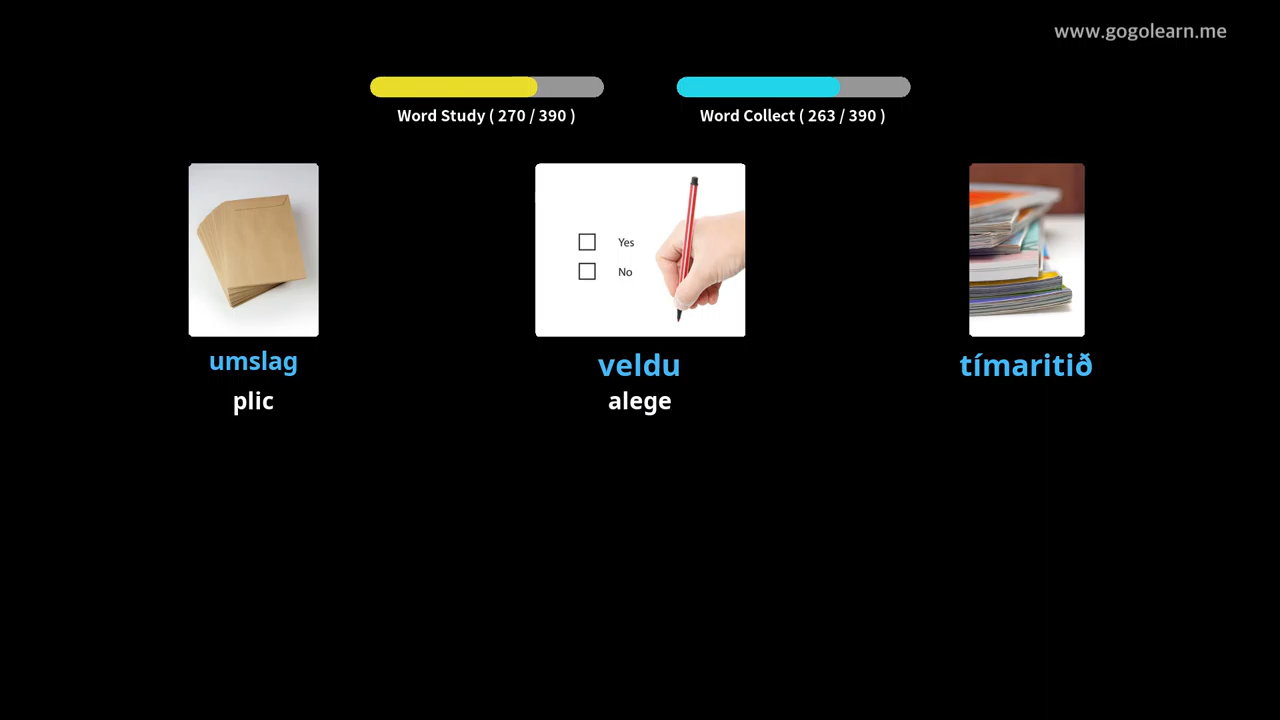 www.gogolearn.me
Word Study ( 270 / 390 )
Word Collect ( 263 / 390 )
Yes
No
umslag
veldu
tímaritið
plic
alege